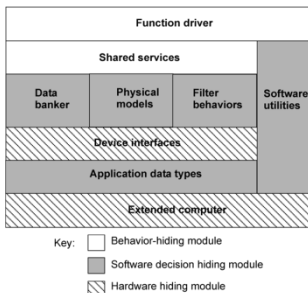 Function driver
Shared services
Data
banker
Physical
models
Filter
behaviors
Software
utilities
Device interfaces
Application data types
Extended computer
Key:
Behavior-hiding module
Software decision hiding module
Hardware hiding module